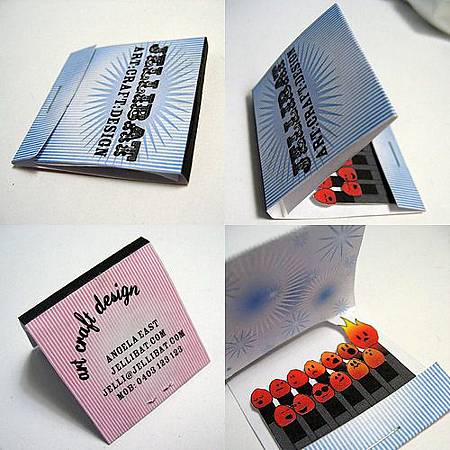 JELLIBAT
ART:CRAFT:DESIGN
JELLIBAT
ART:CRAFT:DESIGN
art craft design
ANGELA EAST
JELLIBAT.COM
JELLI@JELLIBAT.COM
MOB: 0403 123 123